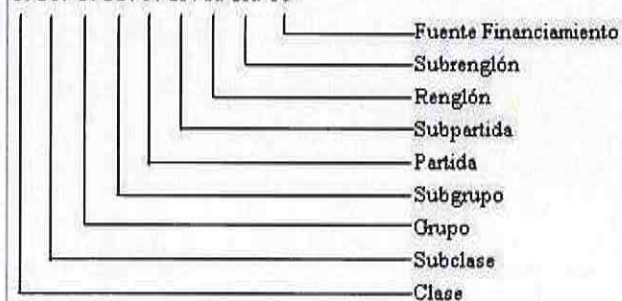 Fuente Financiamiento
Subrenglón
Renglón
Subpartida
Partida
Subgrupo
Grupo
Subclase
Clase